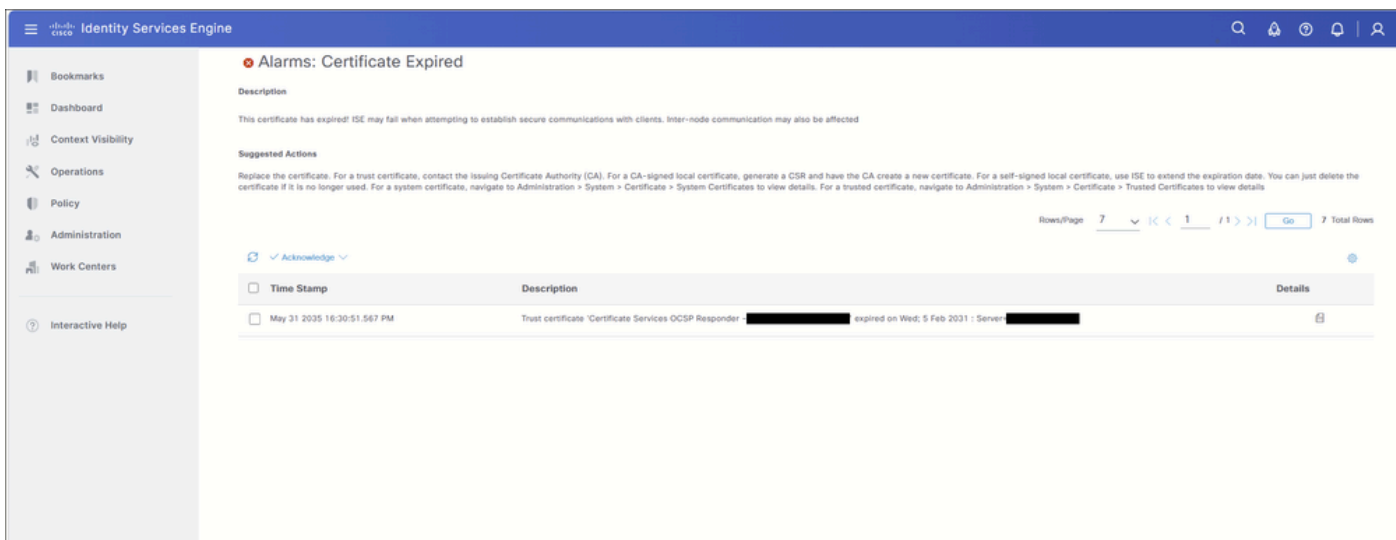 cisco Identity Services Engine
Bookmarks
Dashboard
Context Visibility
Operations
Policy
Administration
Work Centers
Interactive Help
Alarms: Certificate Expired
Description
This certificate has expired! ISE may fail when attempting to establish secure communications with clients. Inter-node communication may also be affected
Suggested Actions
Replace the certificate. For a trust certificate, contact the issuing Certificate Authority (CA). For a CA-signed local certificate, generate a CSR and have the CA create a new certificate. For a self-signed local certificate, use ISE to extend the expiration date. You can just delete the
certificate if it is no longer used. For a system certificate, navigate to Administration > System > Certificate > System Certificates to view details. For a trusted certificate, navigate to Administration > System > Certificate > Trusted Certificates to view details
Rows/Page 7 |< < 1 / 1 > >| Go 7 Total Rows
Acknowledge
Time Stamp Description Details
May 31 2035 16:30:51.567 PM Trust certificate 'Certificate Services OCSP Responder - ' expired on Wed; 5 Feb 2031 : Server=